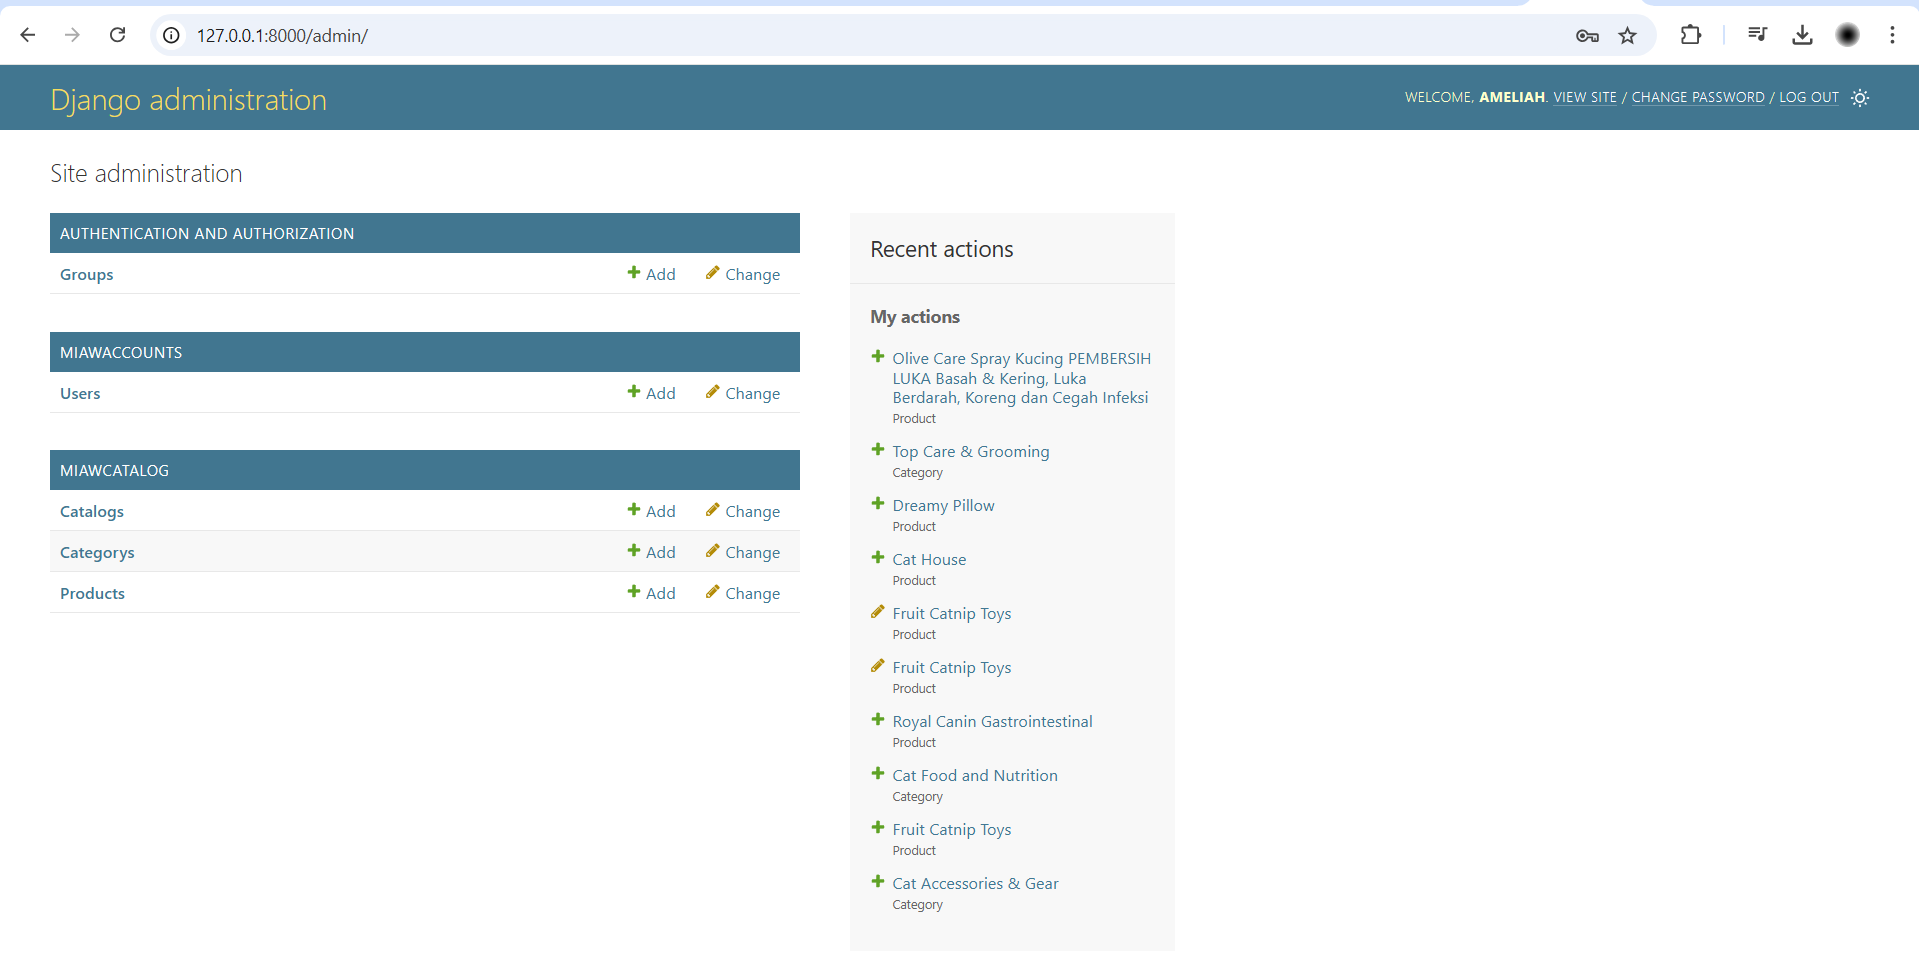 127.0.0.1:8000/admin/
Django administration
WELCOME, AMELIAH. VIEW SITE / CHANGE PASSWORD / LOG OUT
Site administration
AUTHENTICATION AND AUTHORIZATION
Groups Add Change
MIAWACCOUNTS
Users Add Change
MIAWCATALOG
Catalogs Add Change
Categorys Add Change
Products Add Change
Recent actions
My actions
Olive Care Spray Kucing PEMBERSIH
LUKA Basah & Kering, Luka
Berdarah, Koreng dan Cegah Infeksi
Product
Top Care & Grooming
Category
Dreamy Pillow
Product
Cat House
Product
Fruit Catnip Toys
Product
Fruit Catnip Toys
Product
Royal Canin Gastrointestinal
Product
Cat Food and Nutrition
Category
Fruit Catnip Toys
Product
Cat Accessories & Gear
Category